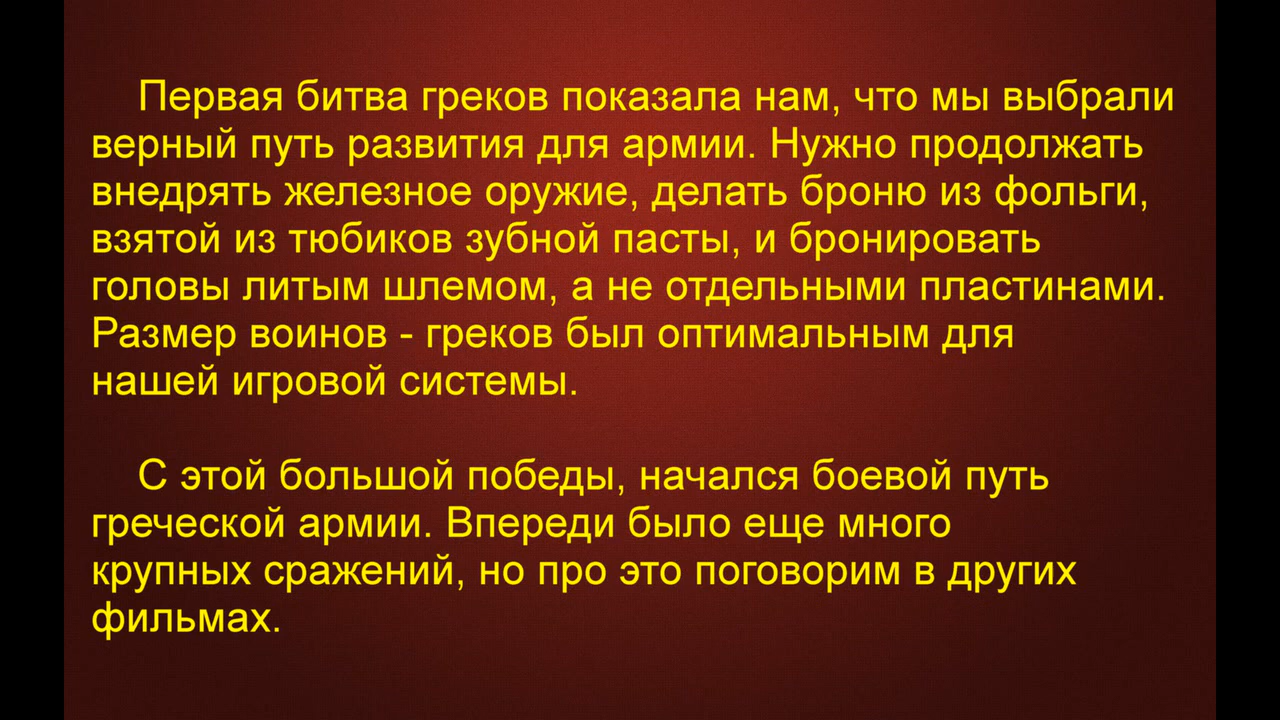 Первая битва греков показала нам, что мы выбрали
верный путь развития для армии. Нужно продолжать
внедрять железное оружие, делать броню из фольги,
взятой из тюбиков зубной пасты, и бронировать
головы литым шлемом, а не отдельными пластинами.
Размер воинов - греков был оптимальным для
нашей игровой системы.
С этой большой победы, начался боевой путь
греческой армии. Впереди было еще много
крупных сражений, но про это поговорим в других
фильмах.